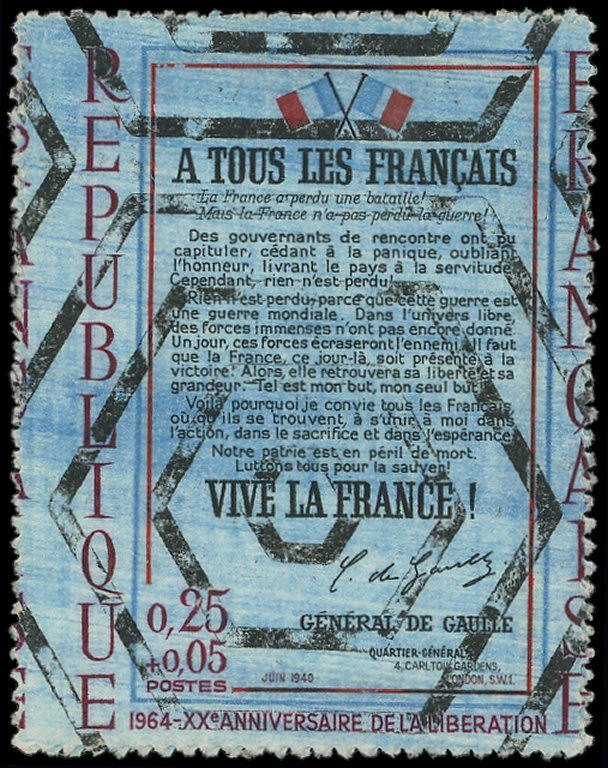 RÉPUBLIQUE
A TOUS LES FRANÇAIS
La France a perdu une bataille!
Mais la France n'a pas perdu la guerre!
Des gouvernants de rencontre ont pu
capituler, cédant à la panique, oubliant
l'honneur, livrant le pays à la servitude.
Cependant, rien n'est perdu!
Rien n'est perdu, parce que cette guerre est
une guerre mondiale. Dans l'univers libre,
des forces immenses n'ont pas encore donné.
Un jour, ces forces écraseront l'ennemi. Il faut
que la France, ce jour-là, soit présente à la
victoire! Alors, elle retrouvera sa liberté et sa
grandeur. Tel est mon but, mon seul but!
Voilà pourquoi je convie tous les Français,
où qu'ils se trouvent, à s'unir à moi dans
l'action, dans le sacrifice et dans l'espérance.
Notre patrie est en péril de mort.
Luttons tous pour la sauver!
VIVE LA FRANCE !
C. de Gaulle
GÉNÉRAL DE GAULLE
QUARTIER-GÉNÉRAL,
4, CARLTON GARDENS,
LONDON, S.W.1.
0,25
+0,05
POSTES
JUIN 1940
1964-XXe ANNIVERSAIRE DE LA LIBERATION
FRANÇAISE